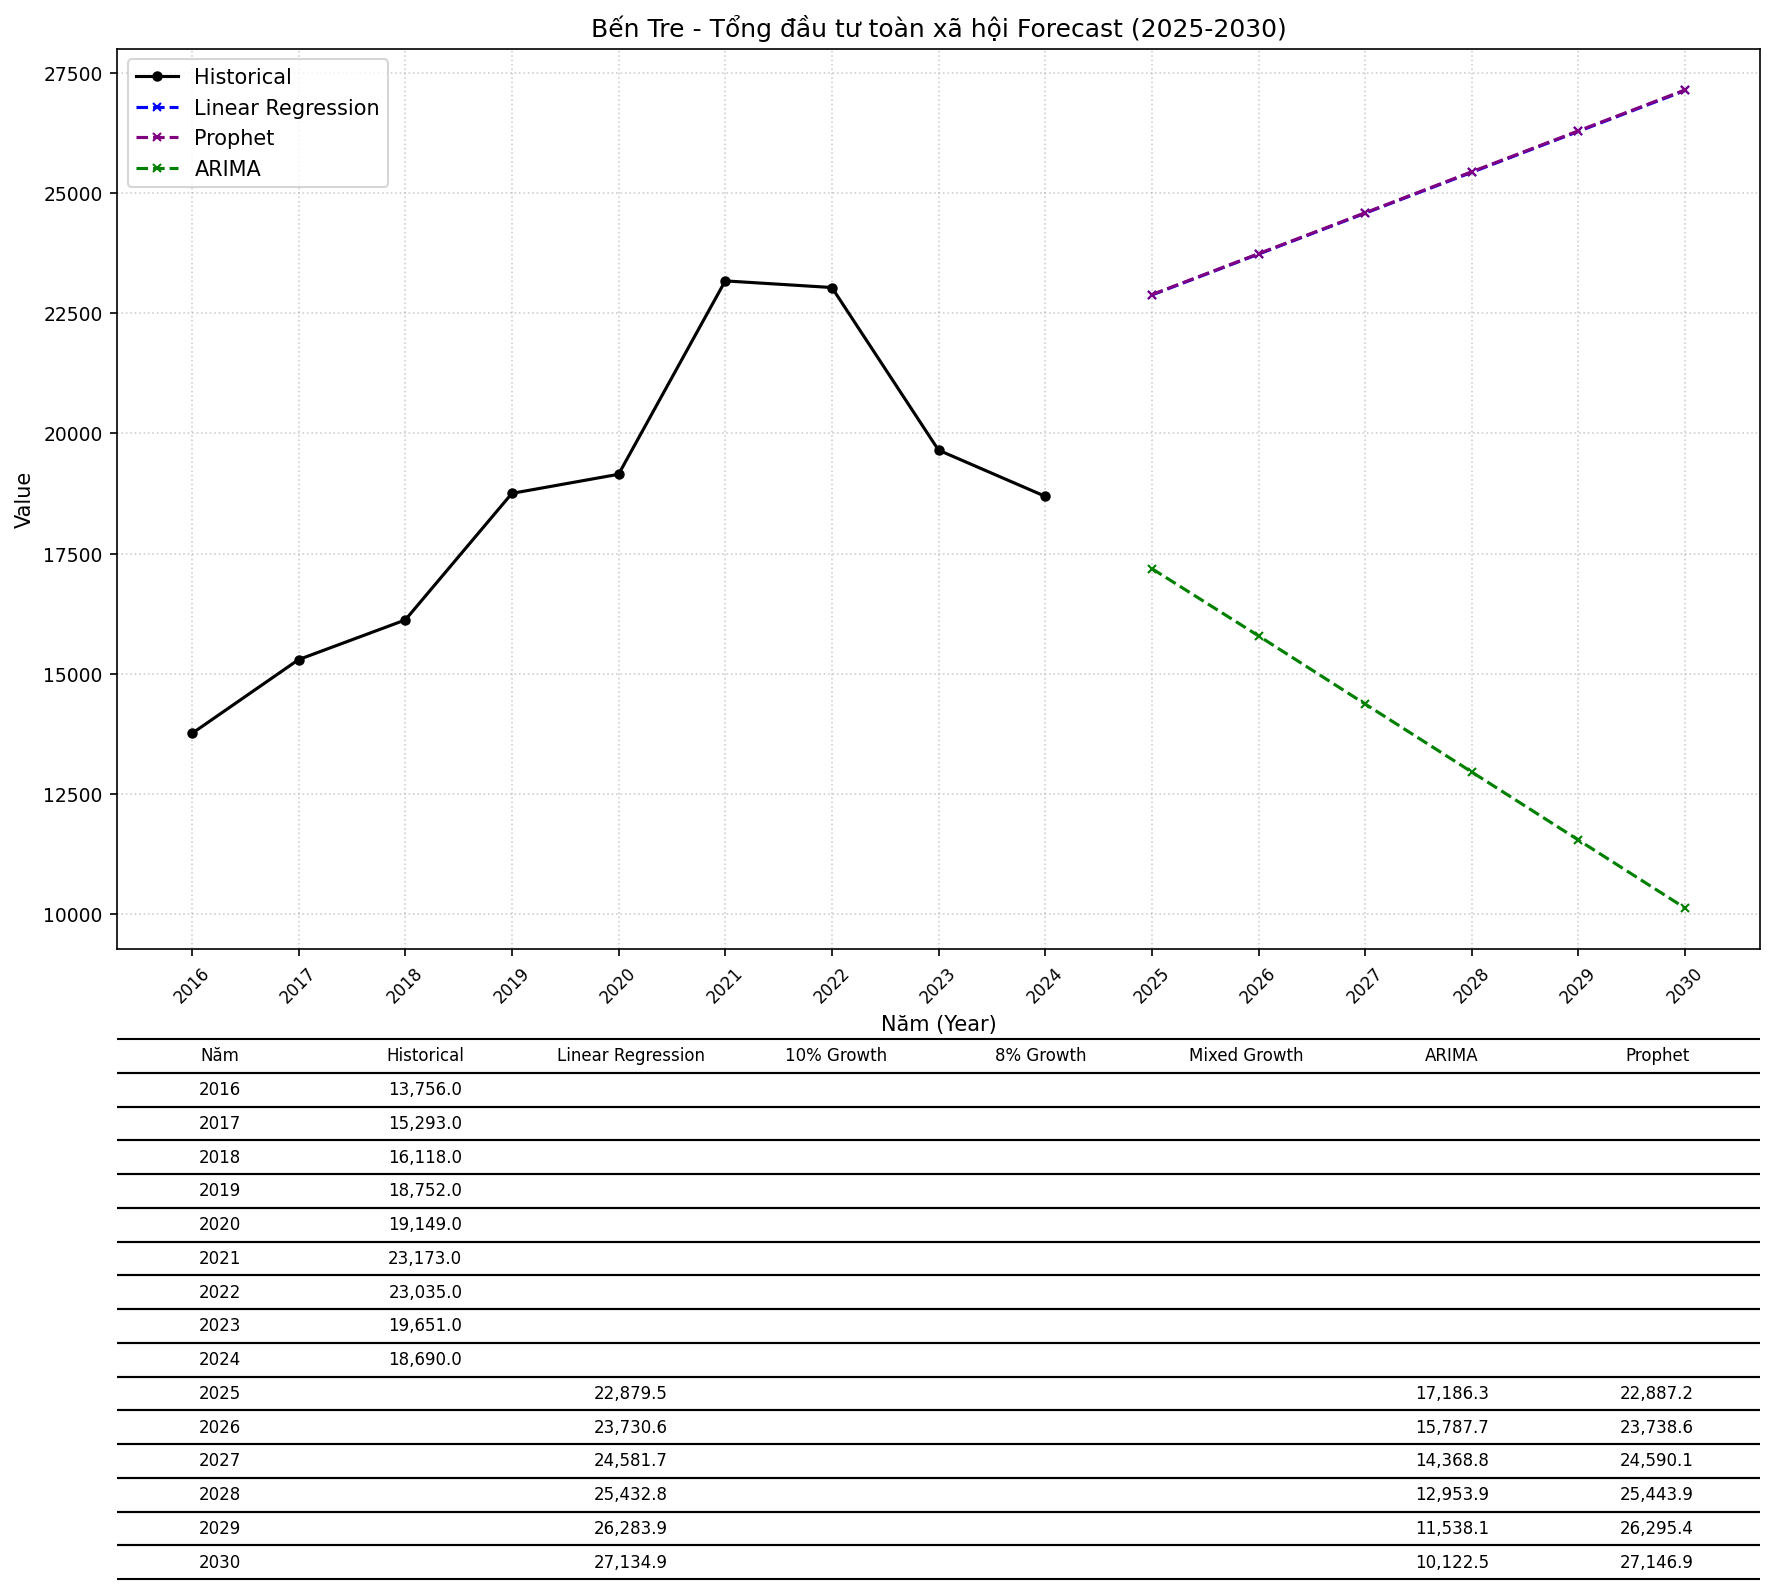 Bến Tre - Tổng đầu tư toàn xã hội Forecast (2025-2030)
Historical
Linear Regression
Prophet
ARIMA
Value
27500
25000
22500
20000
17500
15000
12500
10000
2016 2017 2018 2019 2020 2021 2022 2023 2024 2025 2026 2027 2028 2029 2030
Năm (Year)
Năm Historical Linear Regression 10% Growth 8% Growth Mixed Growth ARIMA Prophet
2016 13,756.0
2017 15,293.0
2018 16,118.0
2019 18,752.0
2020 19,149.0
2021 23,173.0
2022 23,035.0
2023 19,651.0
2024 18,690.0
2025 22,879.5 17,186.3 22,887.2
2026 23,730.6 15,787.7 23,738.6
2027 24,581.7 14,368.8 24,590.1
2028 25,432.8 12,953.9 25,443.9
2029 26,283.9 11,538.1 26,295.4
2030 27,134.9 10,122.5 27,146.9